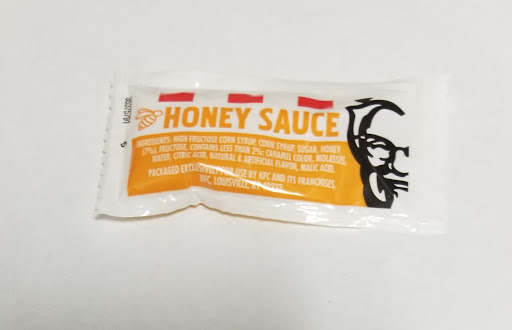 HONEY SAUCE
INGREDIENTS: HIGH FRUCTOSE CORN SYRUP, CORN SYRUP, SUGAR, HONEY
(7%), FRUCTOSE, CONTAINS LESS THAN 2%: CARAMEL COLOR, MOLASSES,
WATER, CITRIC ACID, NATURAL & ARTIFICIAL FLAVOR, MALIC ACID.
PACKAGED EXCLUSIVELY FOR USE BY KFC AND ITS FRANCHISES.
KFC, LOUISVILLE, KY